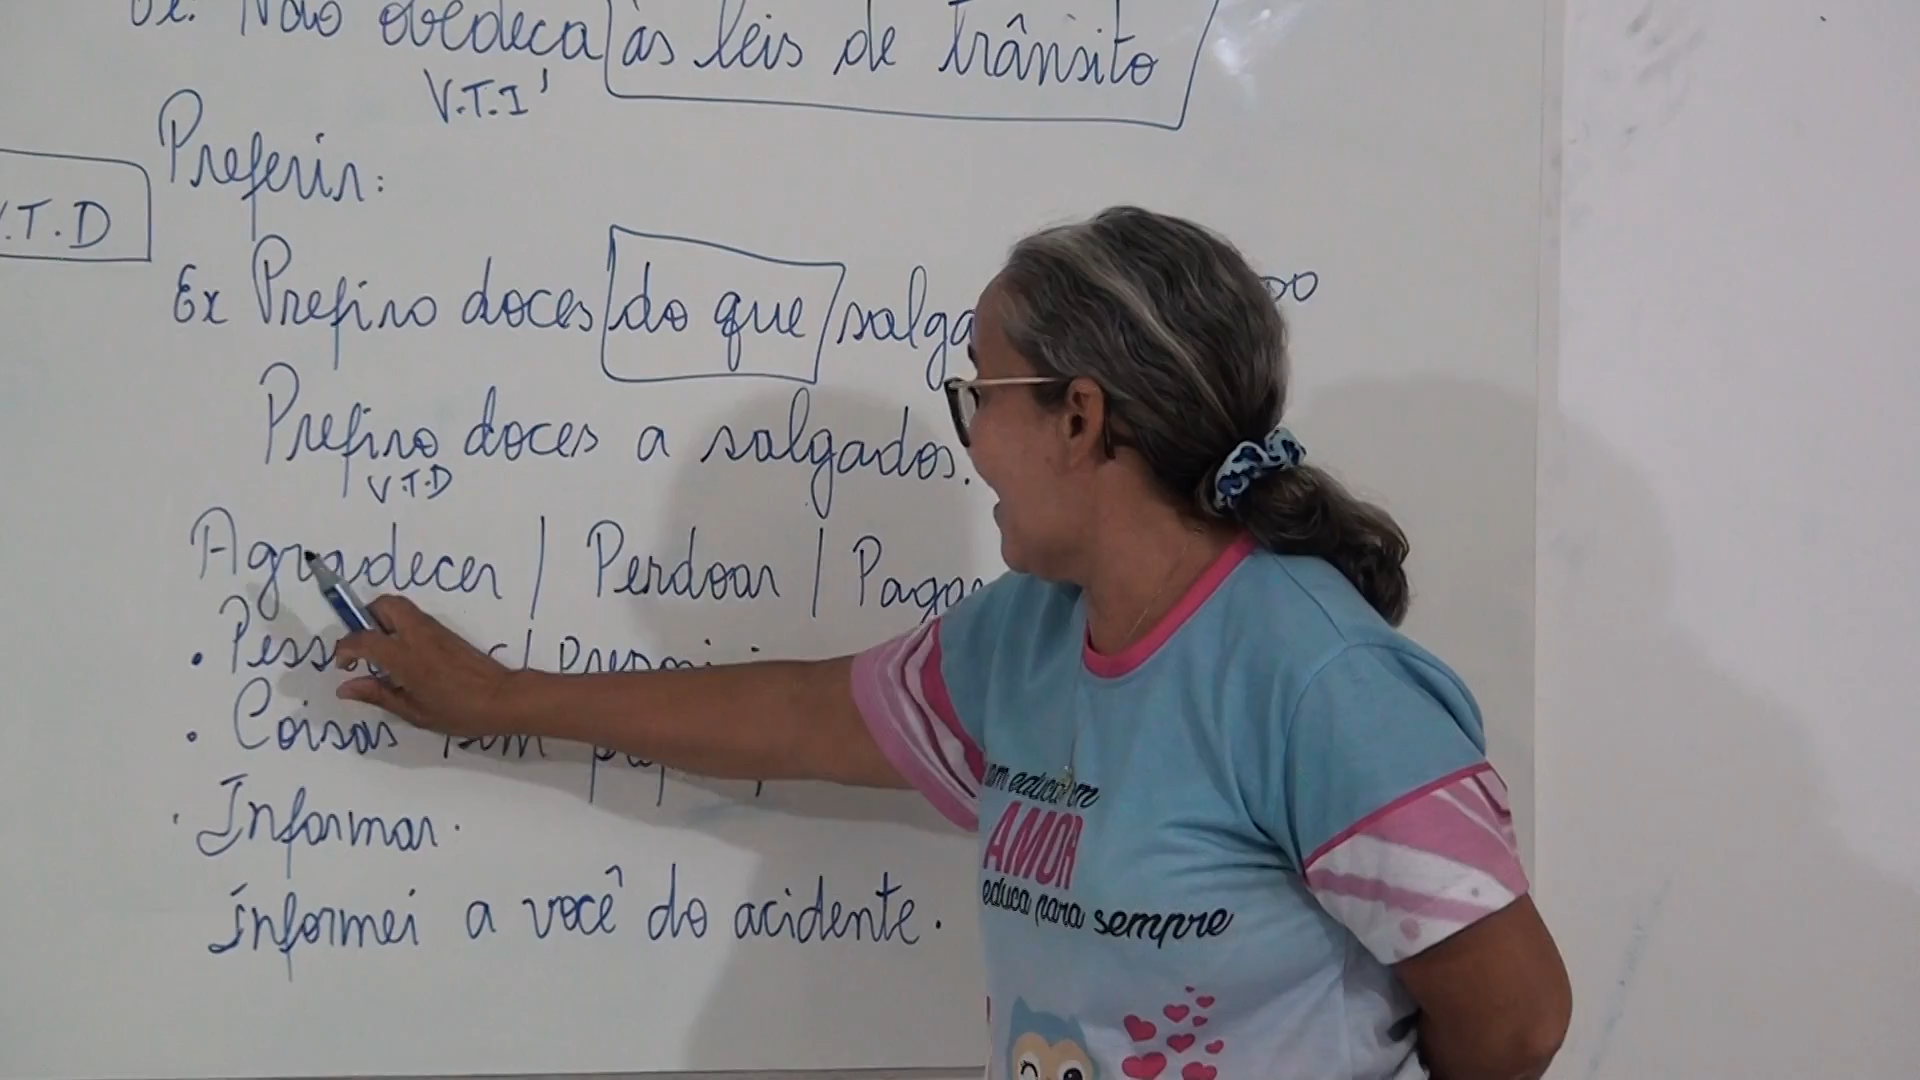 Não obedeça às leis de trânsito
V.T.I
Preferir:
.T.D
Ex Prefiro doces do que
Prefiro doces a salgados.
V.T.D
Agradecer / Perdoar /
Coisas
Informar.
Informei a você do acidente.
AMOR
educa para sempre